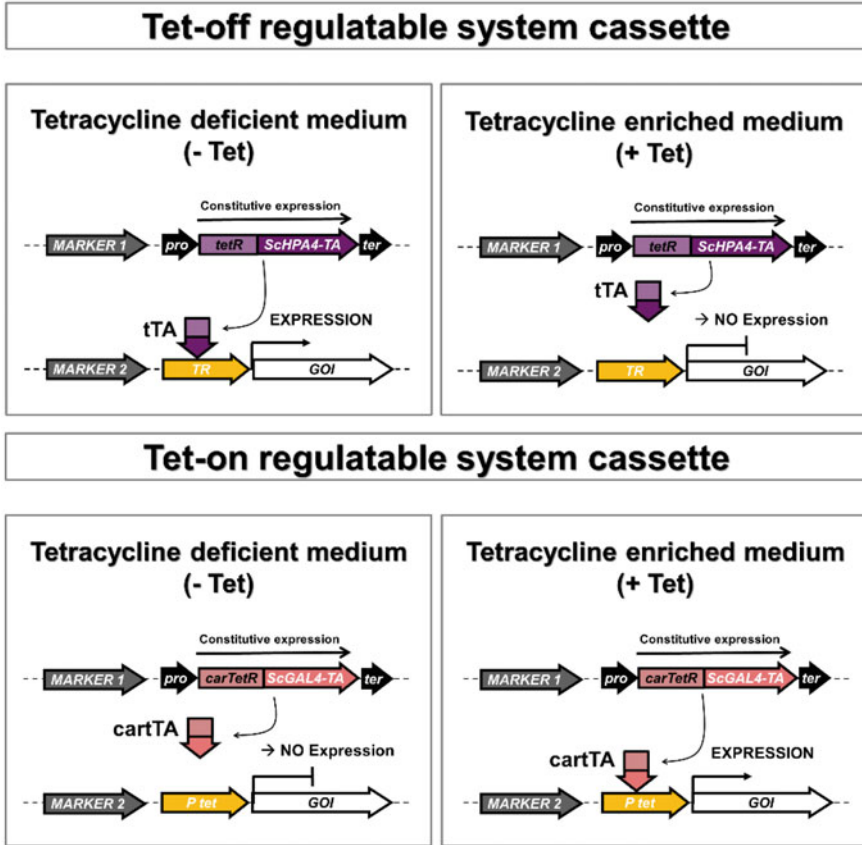 Tet-off regulatable system cassette
Tetracycline deficient medium
(- Tet)
Constitutive expression
MARKER 1 pro tetR ScHPA4-TA ter
tTA
EXPRESSION
MARKER 2 TR GOI
Tetracycline enriched medium
(+ Tet)
Constitutive expression
MARKER 1 pro tetR ScHPA4-TA ter
tTA
→ NO Expression
MARKER 2 TR GOI
Tet-on regulatable system cassette
Tetracycline deficient medium
(- Tet)
Constitutive expression
MARKER 1 pro carTetR ScGAL4-TA ter
cartTA
→ NO Expression
MARKER 2 P tet GOI
Tetracycline enriched medium
(+ Tet)
Constitutive expression
MARKER 1 pro carTetR ScGAL4-TA ter
cartTA
EXPRESSION
MARKER 2 P tet GOI